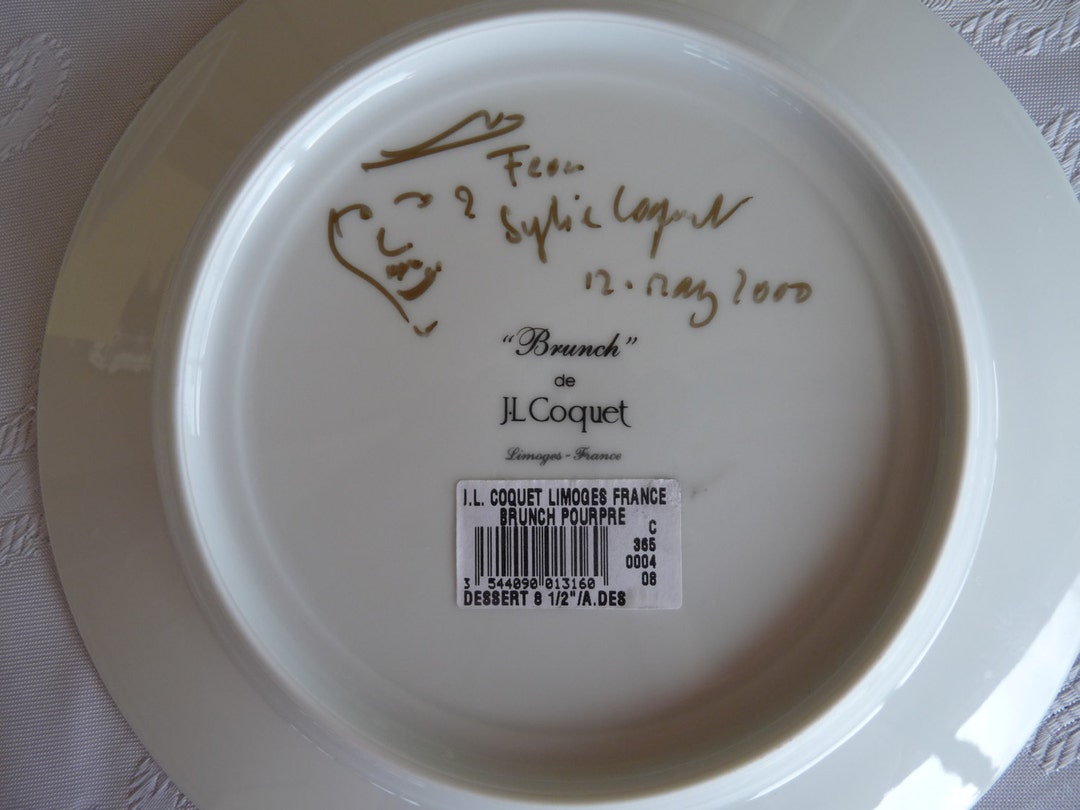 From
Sylvie Coquet
12. May 2000
"Brunch"
de
J.L Coquet
Limoges - France
J.L. COQUET LIMOGES FRANCE
BRUNCH POURPRE
C
365
0004
08
3 544090 013160
DESSERT 8 1/2"/A.DES